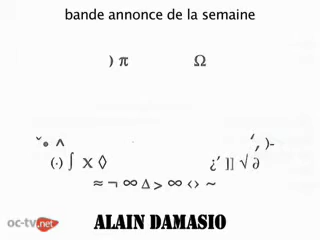 bande annonce de la semaine
) π Ω
ˇ∘ ʌ ´, )-
(·) ∫ x ◊ ¿’ ]] √ ∂
≈ ¬ ∞ Δ > ∞ ‹› ~
oc-tv.net
ALAIN DAMASIO